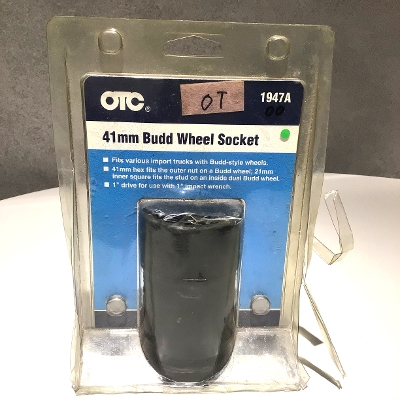 OTC®
OT
1947A
00
41mm Budd Wheel Socket
Fits various import trucks with Budd-style wheels.
41mm hex fits the outer nut on a Budd wheel; 21mm
inner square fits the stud on an inside dual Budd wheel.
1" drive for use with 1" impact wrench.